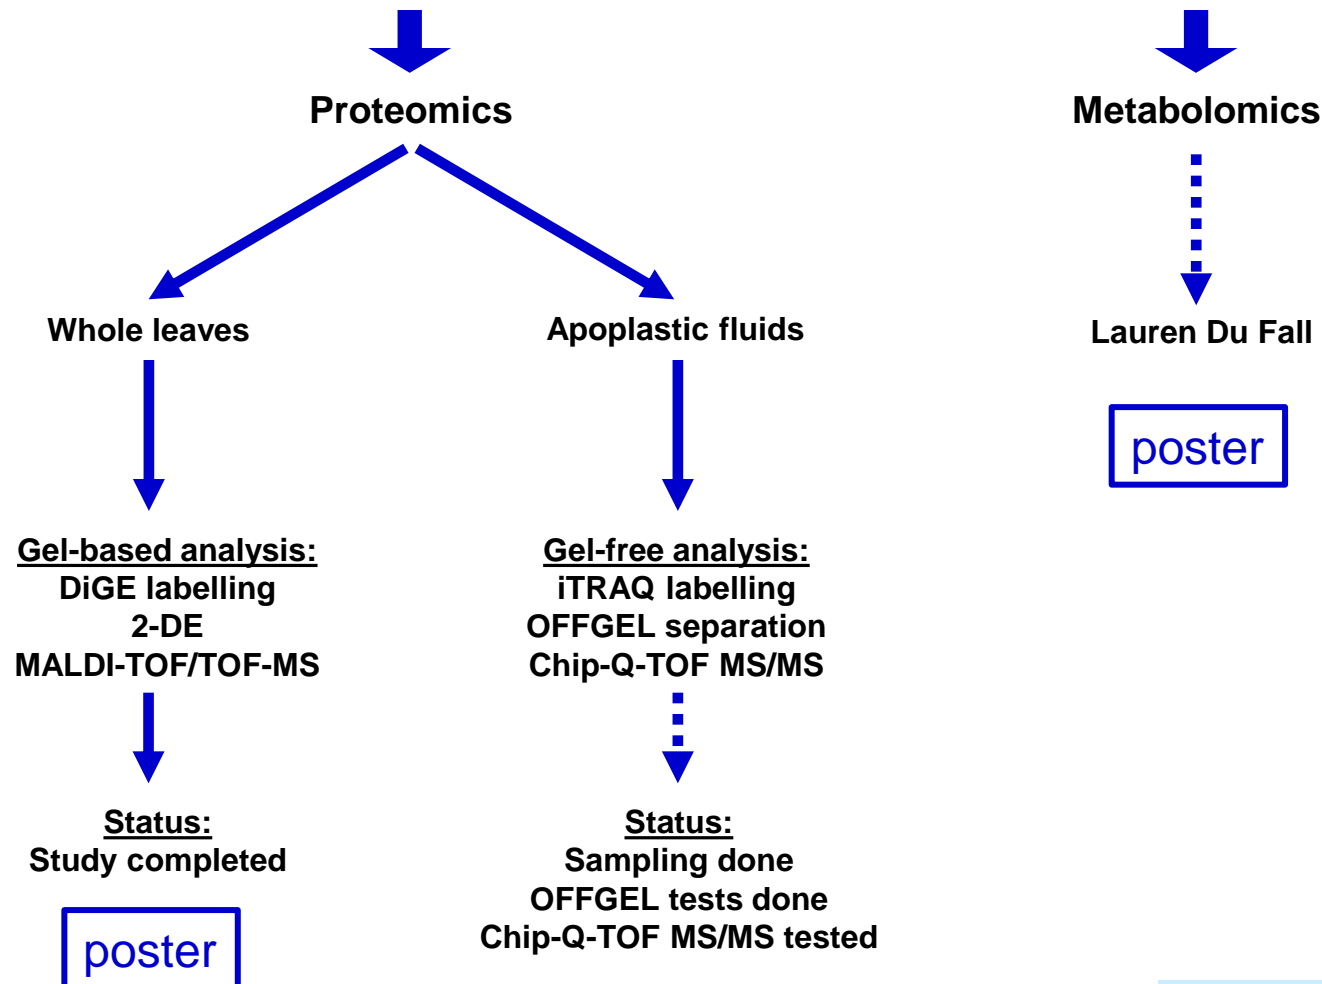 Proteomics
Metabolomics
Whole leaves
Apoplastic fluids
Lauren Du Fall
poster
Gel-based analysis:
DiGE labelling
2-DE
MALDI-TOF/TOF-MS
Gel-free analysis:
iTRAQ labelling
OFFGEL separation
Chip-Q-TOF MS/MS
Status:
Study completed
poster
Status:
Sampling done
OFFGEL tests done
Chip-Q-TOF MS/MS tested